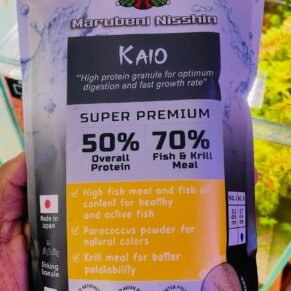 Marubeni Nisshin
KAIO
"High protein granule for optimum
digestion and fast growth rate"
SUPER PREMIUM
50% 70%
Overall Fish & Krill
Protein Meal
High fish meal and fish oil
content for healthy
and active fish
Paracoccus powder for
natural colors
Krill meal for better
palatability
Made in
Japan
Sinking
Granule